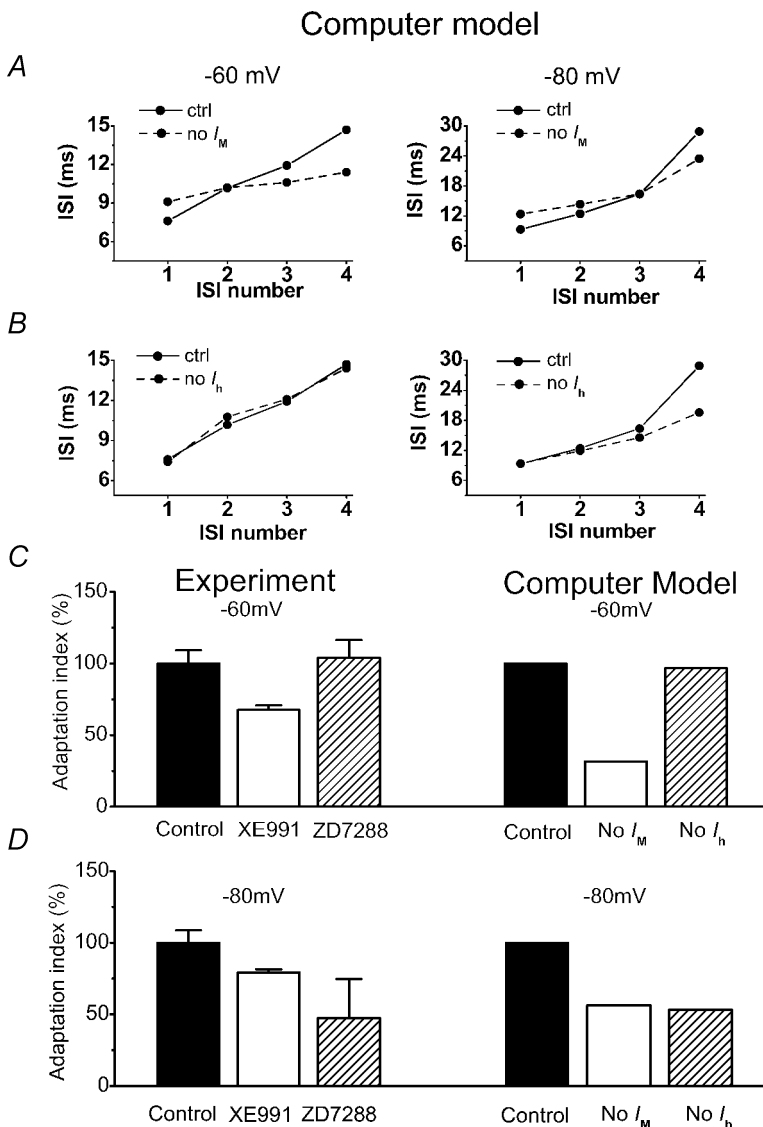 Computer model
A
-60 mV
-80 mV
ctrl
no I_M
ISI (ms)
15
12
9
6
1 2 3 4
ISI number
ctrl
no I_M
ISI (ms)
30
24
18
12
6
1 2 3 4
ISI number
B
ctrl
no I_h
ISI (ms)
15
12
9
6
1 2 3 4
ISI number
ctrl
no I_h
ISI (ms)
30
24
18
12
6
1 2 3 4
ISI number
C
Experiment
-60mV
Computer Model
-60mV
Adaptation index (%)
150
100
50
0
Control XE991 ZD7288
Control No I_M No I_h
D
-80mV
-80mV
Adaptation index (%)
150
100
50
0
Control XE991 ZD7288
Control No I_M No I_h